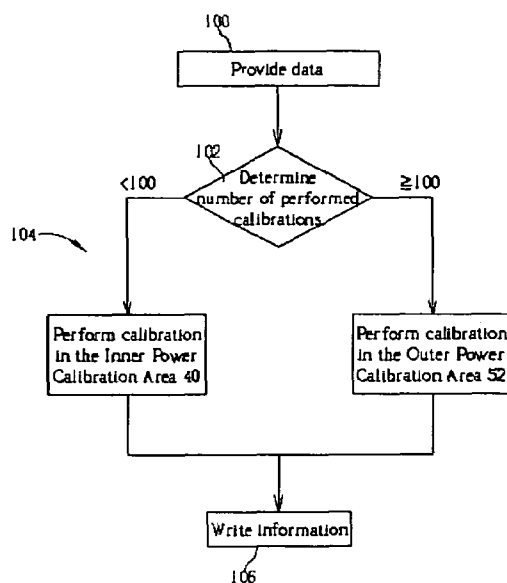 100
Provide data
102
Determine
number of performed
calibrations
<100
≧100
104
Perform calibration
in the Inner Power
Calibration Area 40
Perform calibration
in the Outer Power
Calibration Area 52
Write information
106